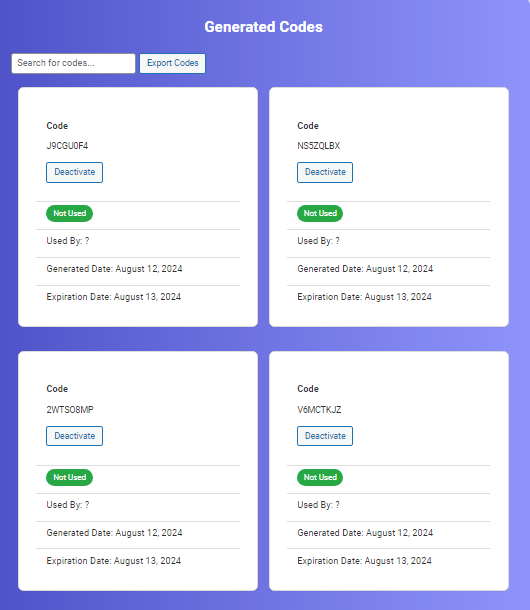 Generated Codes
Search for codes...
Export Codes
Code
J9CGU0F4
Deactivate
Not Used
Used By: ?
Generated Date: August 12, 2024
Expiration Date: August 13, 2024
Code
NS5ZQLBX
Deactivate
Not Used
Used By: ?
Generated Date: August 12, 2024
Expiration Date: August 13, 2024
Code
2WTSO8MP
Deactivate
Not Used
Used By: ?
Generated Date: August 12, 2024
Expiration Date: August 13, 2024
Code
V6MCTKJZ
Deactivate
Not Used
Used By: ?
Generated Date: August 12, 2024
Expiration Date: August 13, 2024